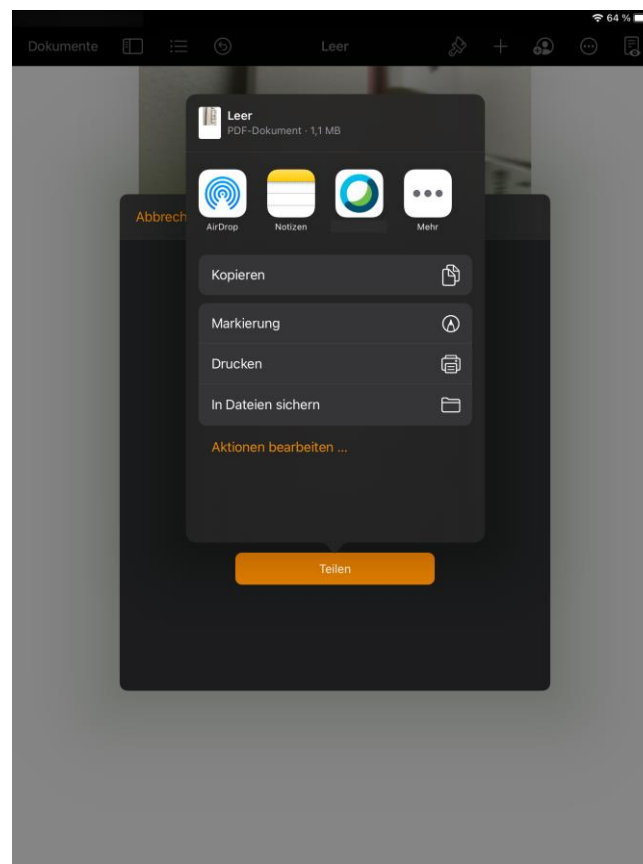 64 %
Dokumente
Leer
Leer
PDF-Dokument · 1,1 MB
Abbrech
AirDrop
Notizen
Mehr
Kopieren
Markierung
Drucken
In Dateien sichern
Aktionen bearbeiten ...
Teilen